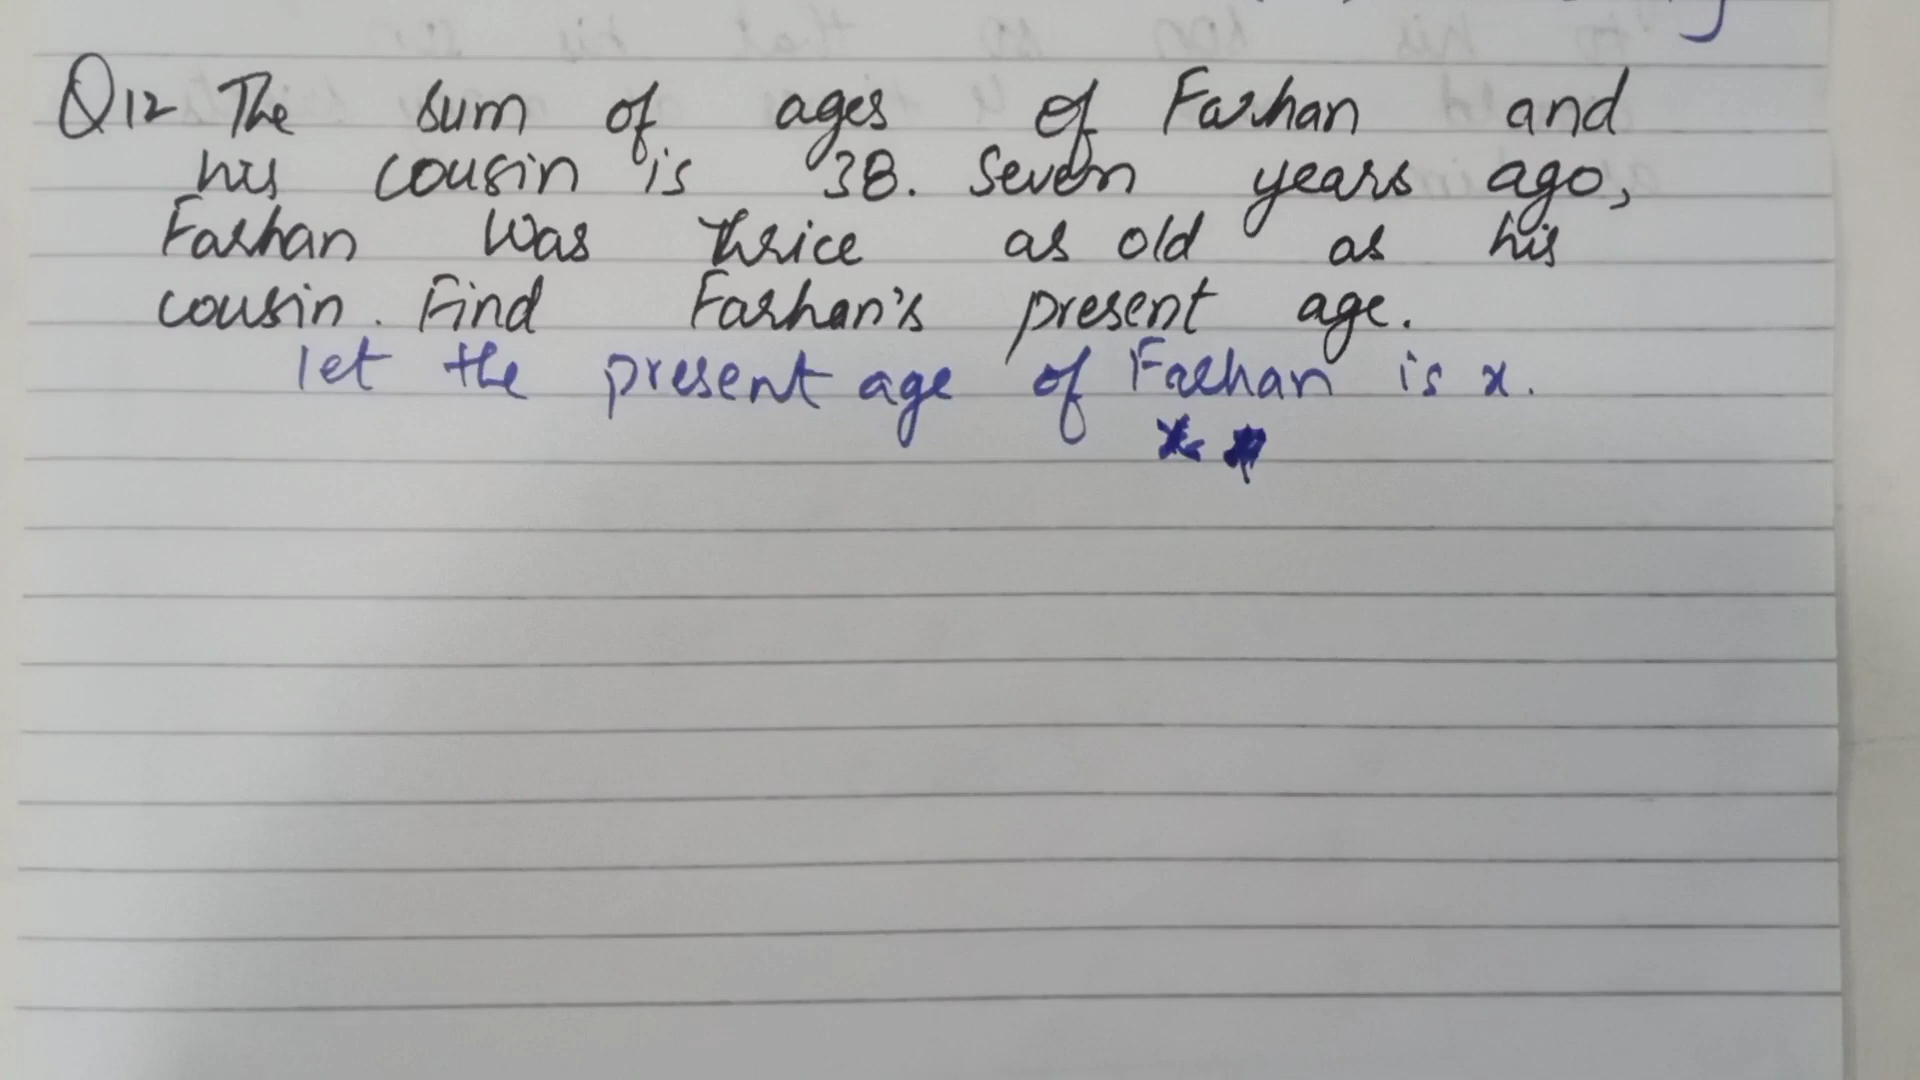 Q12 The sum of ages of Farhan and
his cousin is 38. Seven years ago,
Farhan was thrice as old as his
cousin. Find Farhan's present age.
let the present age of Farhan is x.